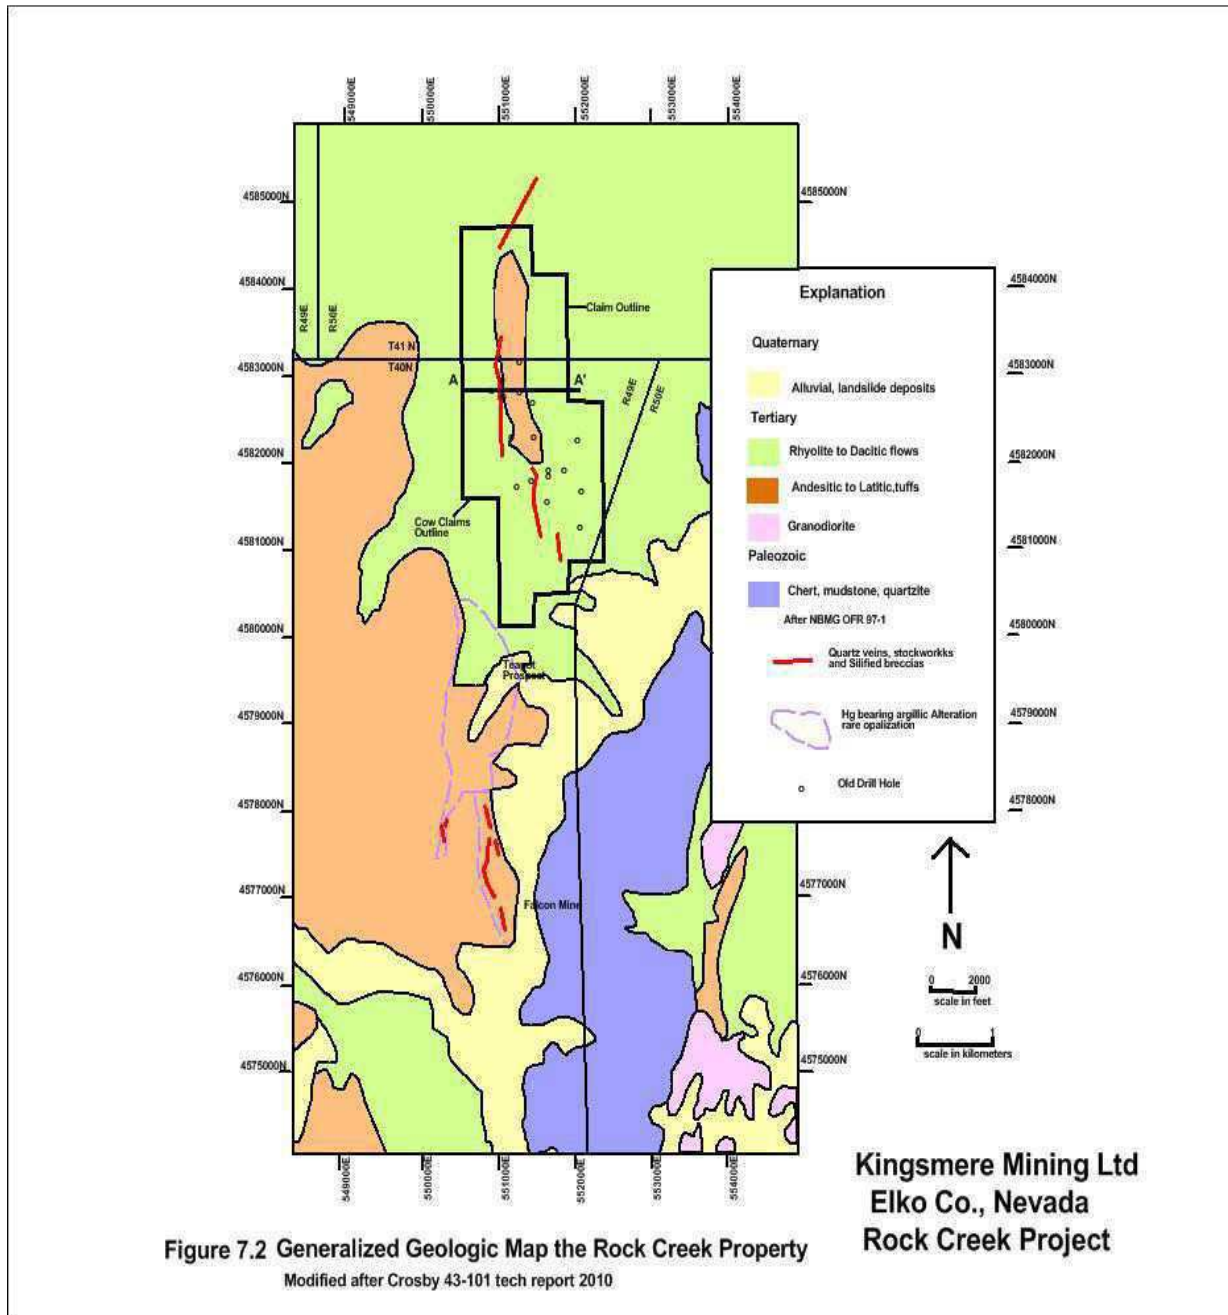 549000E
550000E
551000E
552000E
553000E
554000E
4585000N
4585000N
4584000N
4584000N
Explanation
Claim Outline
R49E.
R50E.
Quaternary
T41 N
T40N
4583000N
4583000N
A
A'
Alluvial, landslide deposits
R49E
R50E
Tertiary
Rhyolite to Dacitic flows
4582000N
4582000N
Andesitic to Latitic,tuffs
Cow Claims
Outline
Granodiorite
4581000N
4581000N
Paleozoic
Chert, mudstone, quartzite
After NBMG OFR 97-1
4580000N
4580000N
Quartz veins, stockworkks
and Silified breccias
Teapot
Prospect
4579000N
4579000N
Hg bearing argillic Alteration
rare opalization
Old Drill Hole
4578000N
4578000N
4577000N
4577000N
Falcon Mine
N
4576000N
4576000N
0 2000
scale in feet
0 1
scale in kilometers
4575000N
4575000N
549000E
550000E
551000E
552000E
553000E
554000E
Kingsmere Mining Ltd
Elko Co., Nevada
Rock Creek Project
Figure 7.2 Generalized Geologic Map the Rock Creek Property
Modified after Crosby 43-101 tech report 2010